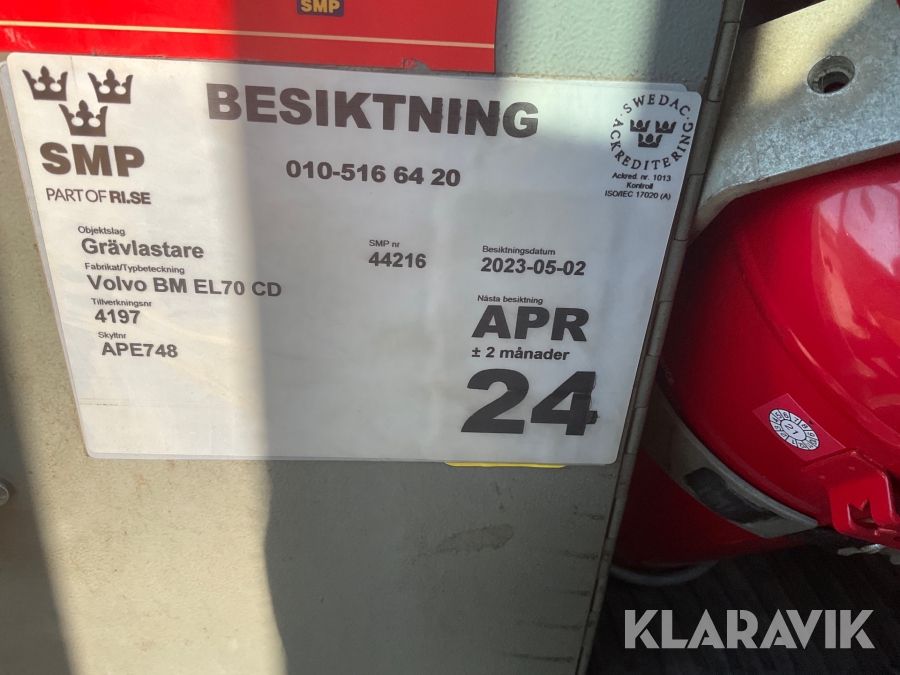 SMP
BESIKTNING
010-516 64 20
SMP
PART OF RI.SE
SWEDAC
ACKREDITERING
Ackred. nr. 1013
Kontroll
ISO/IEC 17020 (A)
Objektslag
Grävlastare
Fabrikat/Typbeteckning
Volvo BM EL70 CD
Tillverkningsnr
4197
Skyltnr
APE748
SMP nr
44216
Besiktningsdatum
2023-05-02
Nästa besiktning
APR
± 2 månader
24
21
KLARAVIK